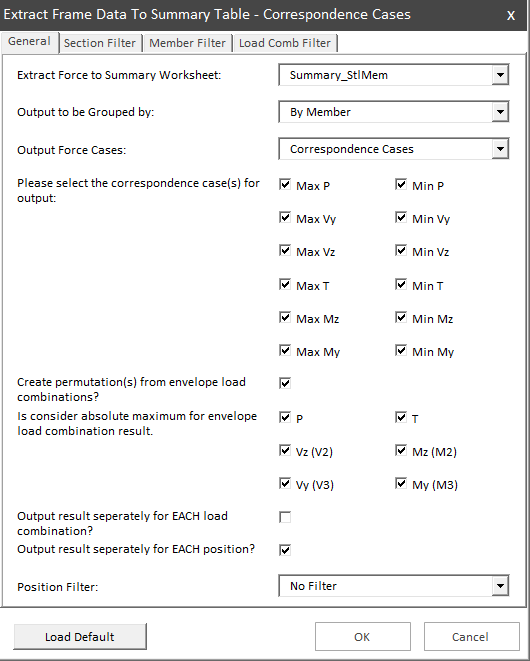 Extract Frame Data To Summary Table - Correspondence Cases X
General Section Filter Member Filter Load Comb Filter
Extract Force to Summary Worksheet: Summary_StlMem
Output to be Grouped by: By Member
Output Force Cases: Correspondence Cases
Please select the correspondence case(s) for
output:
Max P Min P
Max Vy Min Vy
Max Vz Min Vz
Max T Min T
Max Mz Min Mz
Max My Min My
Create permutation(s) from envelope load
combinations?
Is consider absolute maximum for envelope
load combination result.
P T
Vz (V2) Mz (M2)
Vy (V3) My (M3)
Output result seperately for EACH load
combination?
Output result seperately for EACH position?
Position Filter: No Filter
Load Default OK Cancel